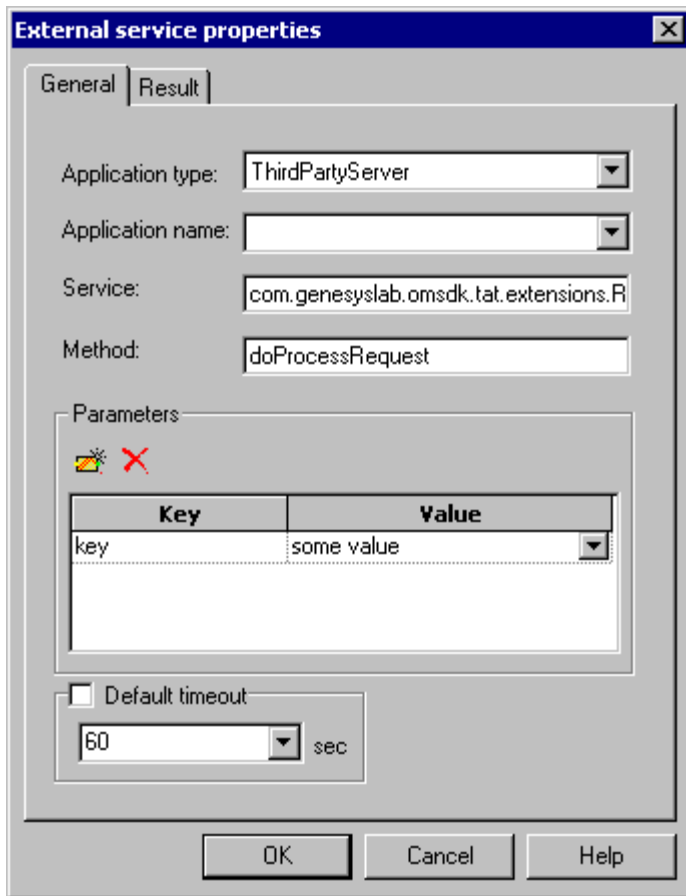 External service properties
General Result
Application type: ThirdPartyServer
Application name:
Service: com.genesyslab.omsdk.tat.extensions.R
Method: doProcessRequest
Parameters
Key Value
key some value
Default timeout
60 sec
OK Cancel Help